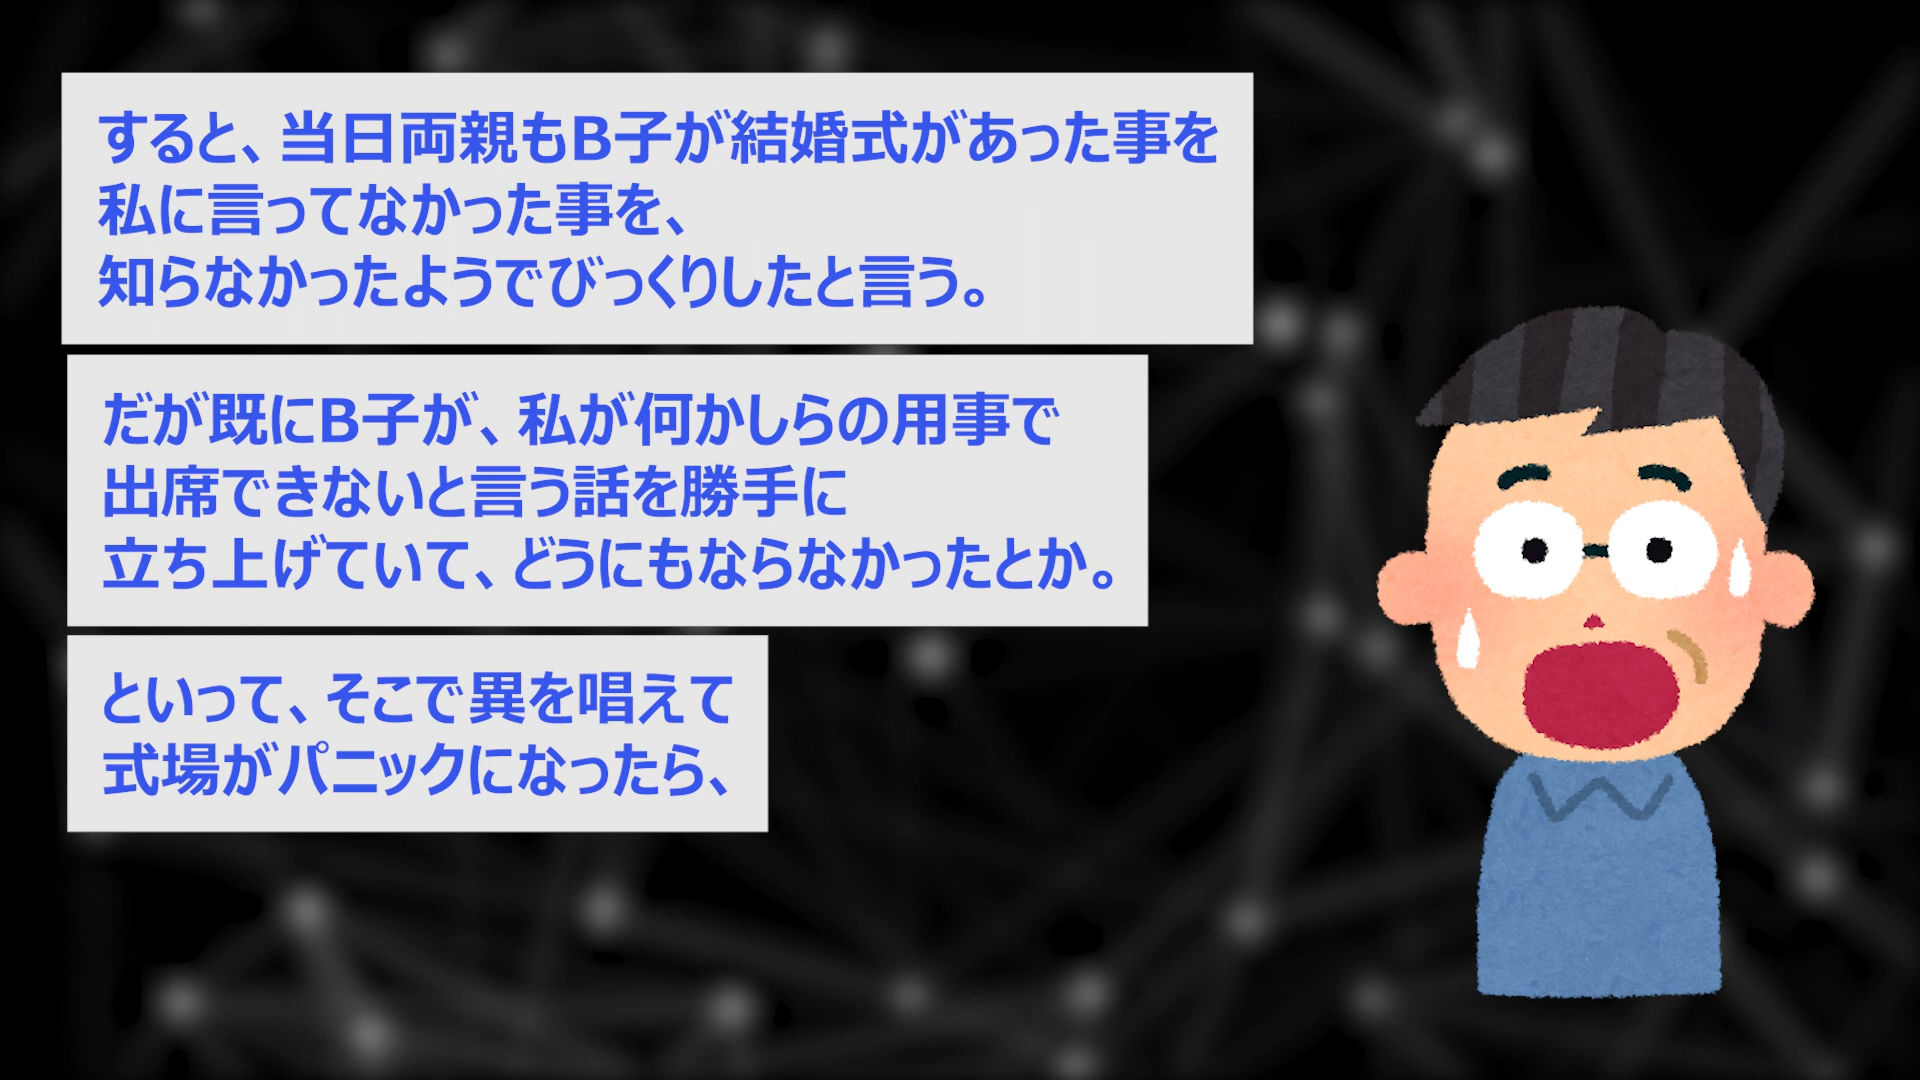 すると、当日両親もB子が結婚式があった事を
私に言ってなかった事を、
知らなかったようでびっくりしたと言う。
だが既にB子が、私が何かしらの用事で
出席できないと言う話を勝手に
立ち上げていて、どうにもならなかったとか。
といって、そこで異を唱えて
式場がパニックになったら、